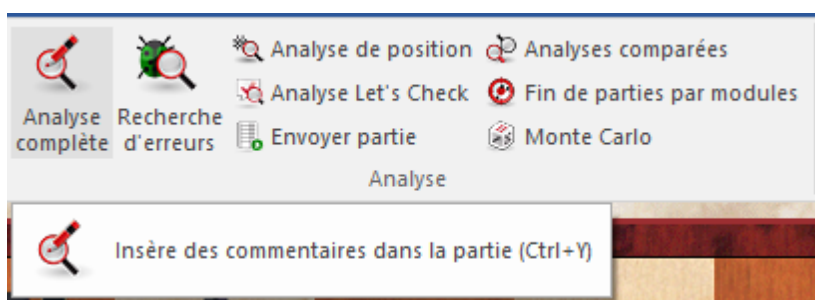 Analyse complète
Recherche d'erreurs
Analyse de position
Analyse Let's Check
Envoyer partie
Analyses comparées
Fin de parties par modules
Monte Carlo
Analyse
Insère des commentaires dans la partie (Ctrl+Y)